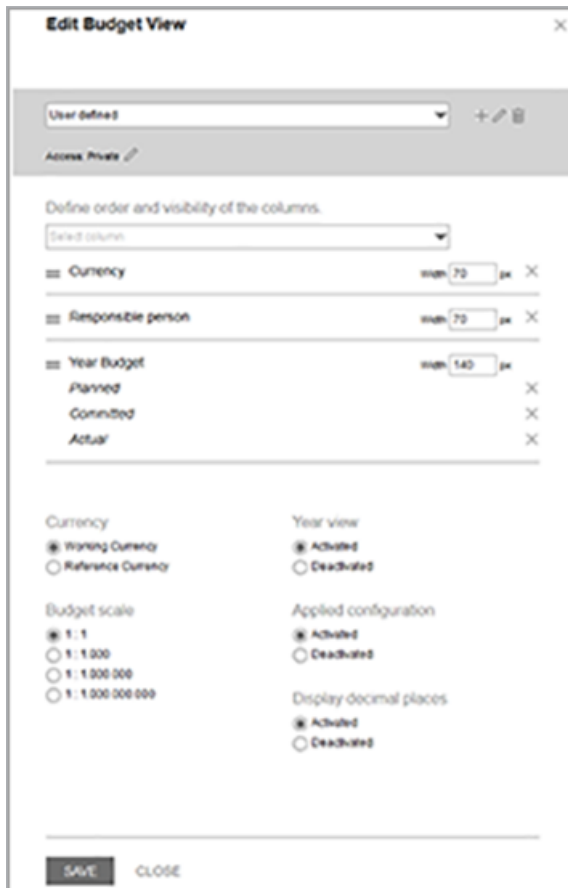 Edit Budget View
User defined
Access: Private
Define order and visibility of the columns.
Select column
Currency Width 70 px
Responsible person Width 70 px
Year Budget Width 140 px
Planned
Committed
Actual
Currency
Working Currency
Reference Currency
Year view
Activated
Deactivated
Budget scale
1 : 1
1 : 1.000
1 : 1.000.000
1 : 1.000.000.000
Applied configuration
Activated
Deactivated
Display decimal places
Activated
Deactivated
SAVE CLOSE